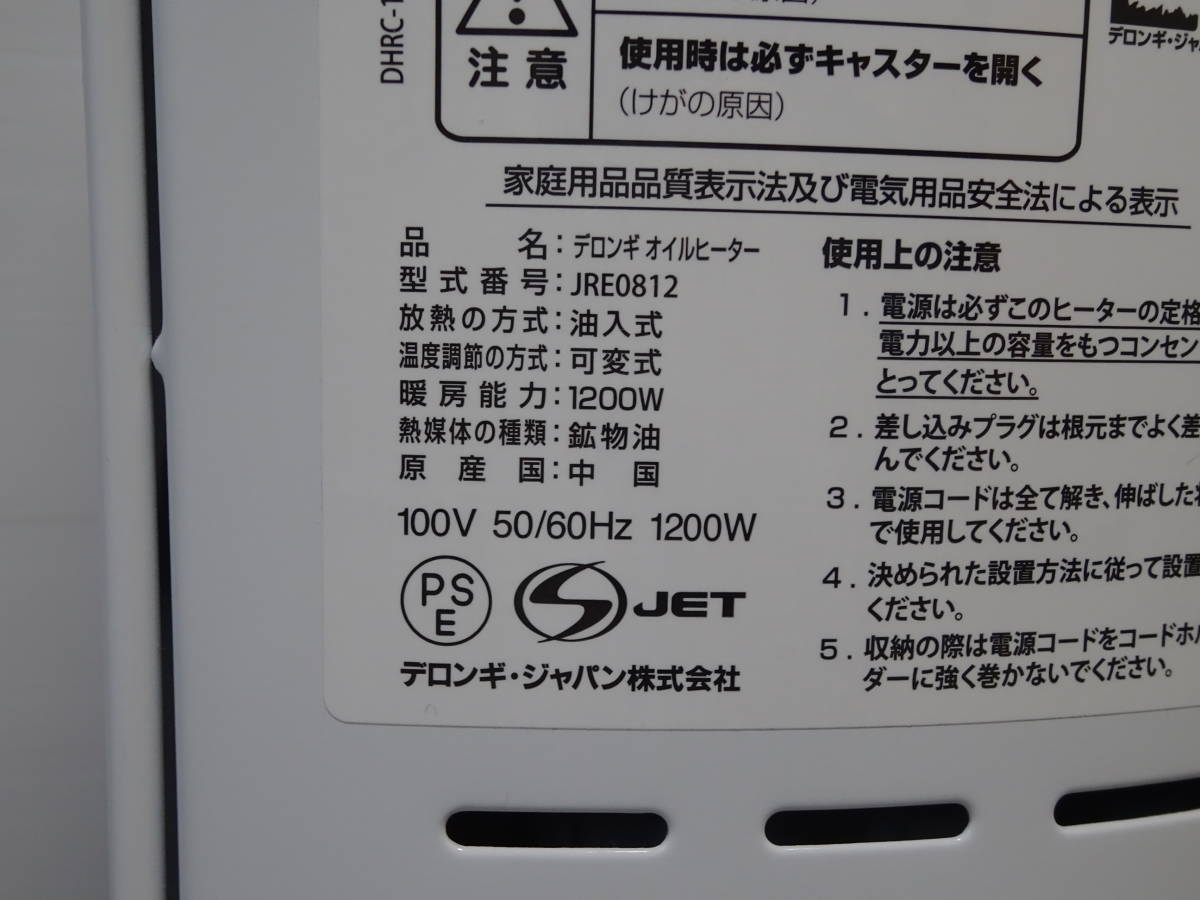 DHRC-1
注意
使用時は必ずキャスターを開く
(けがの原因)
デロンギ・ジャパ
家庭用品品質表示法及び電気用品安全法による表示
品名:デロンギ オイルヒーター
型式番号:JRE0812
放熱の方式:油入式
温度調節の方式:可変式
暖房能力:1200W
熱媒体の種類:鉱物油
原産国:中国
100V 50/60Hz 1200W
PSE
JET
デロンギ・ジャパン株式会社
使用上の注意
1. 電源は必ずこのヒーターの定格
電力以上の容量をもつコンセン
とってください。
2. 差し込みプラグは根元までよく差
んでください。
3. 電源コードは全て解き、伸ばした
で使用してください。
4. 決められた設置方法に従って設置
ください。
5. 収納の際は電源コードをコードホル
ダーに強く巻かないでください。